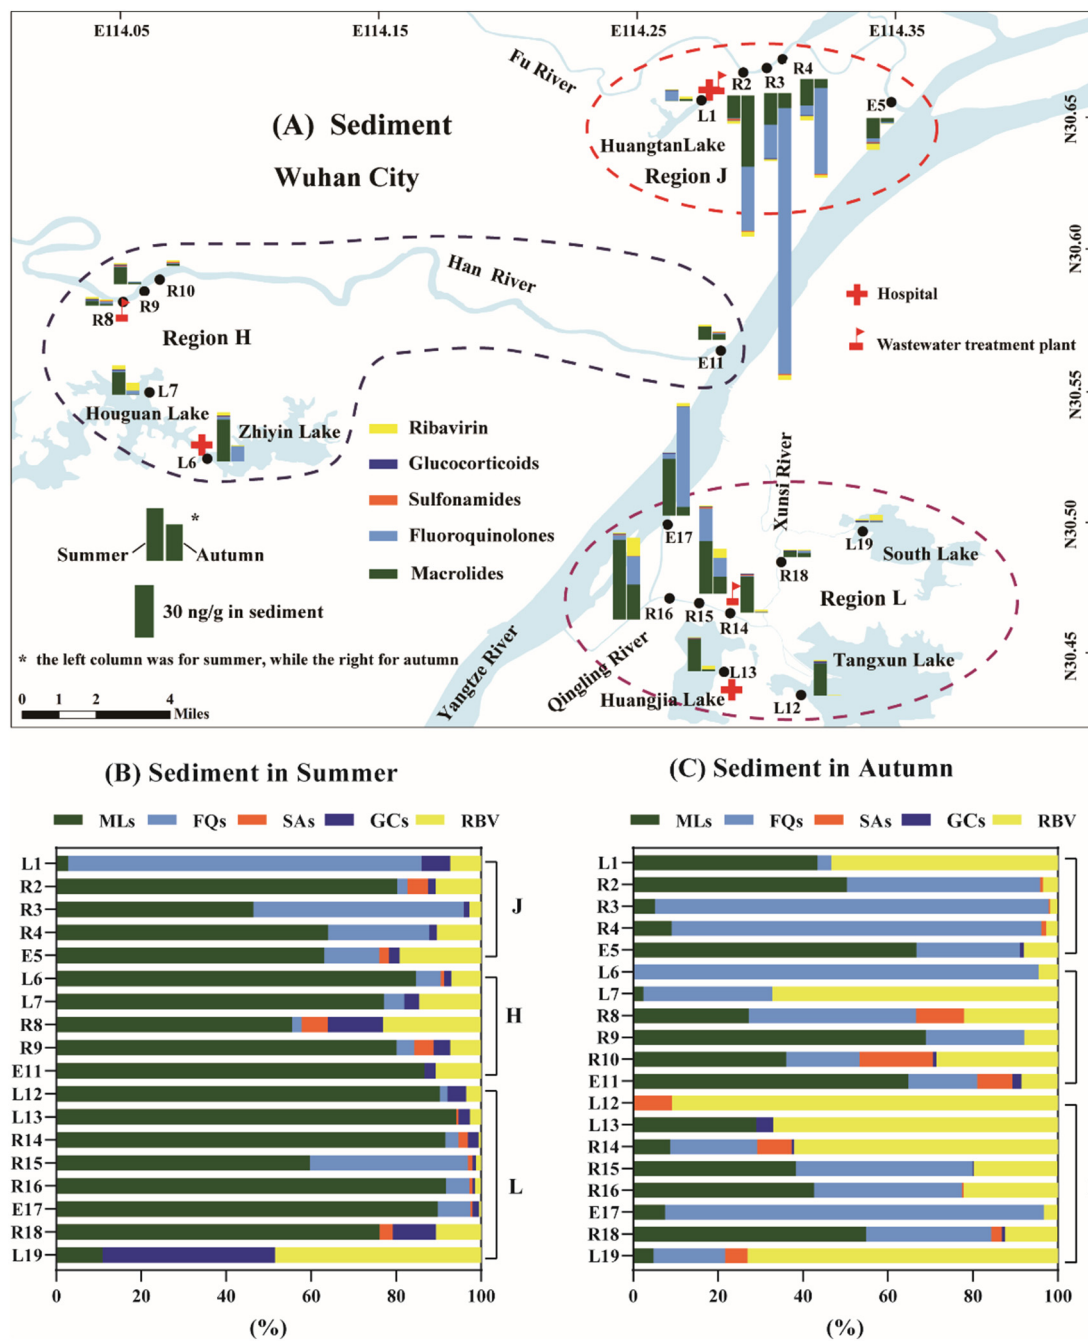 E114.05 E114.15 E114.25 E114.35
Fu River
R2 R3 R4
L1
E5
N30.65
(A) Sediment
Wuhan City
HuangtanLake
Region J
N30.60
Han River
R10
R9
R8
Region H
Hospital
Wastewater treatment plant
E11
N30.55
L7
Houguan Lake
Zhiyin Lake
L6
Ribavirin
Glucocorticoids
Sulfonamides
Fluoroquinolones
Macrolides
*
Summer Autumn
30 ng/g in sediment
* the left column was for summer, while the right for autumn
0 1 2 4
Miles
Xunsi River
N30.50
E17
L19
South Lake
R18
R16 R15 R14
Region L
Yangtze River
Qingling River
N30.45
L13
Huangjia Lake
Tangxun Lake
L12
(B) Sediment in Summer
MLs FQs SAs GCs RBV
L1
R2
R3
R4
E5
L6
L7
R8
R9
E11
L12
L13
R14
R15
R16
E17
R18
L19
J
H
L
0 20 40 60 80 100
(%)
(C) Sediment in Autumn
MLs FQs SAs GCs RBV
L1
R2
R3
R4
E5
L6
L7
R8
R9
R10
E11
L12
L13
R14
R15
R16
E17
R18
L19
0 20 40 60 80 100
(%)